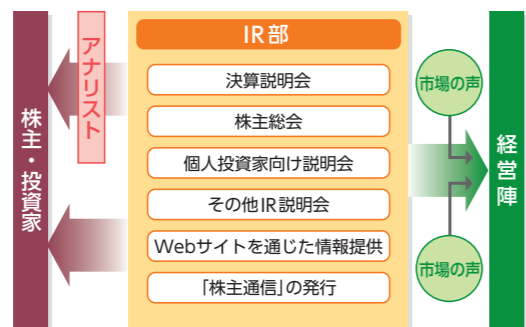 株主・投資家
アナリスト
IR部
決算説明会
株主総会
個人投資家向け説明会
その他IR説明会
Webサイトを通じた情報提供
「株主通信」の発行
市場の声
市場の声
経営陣